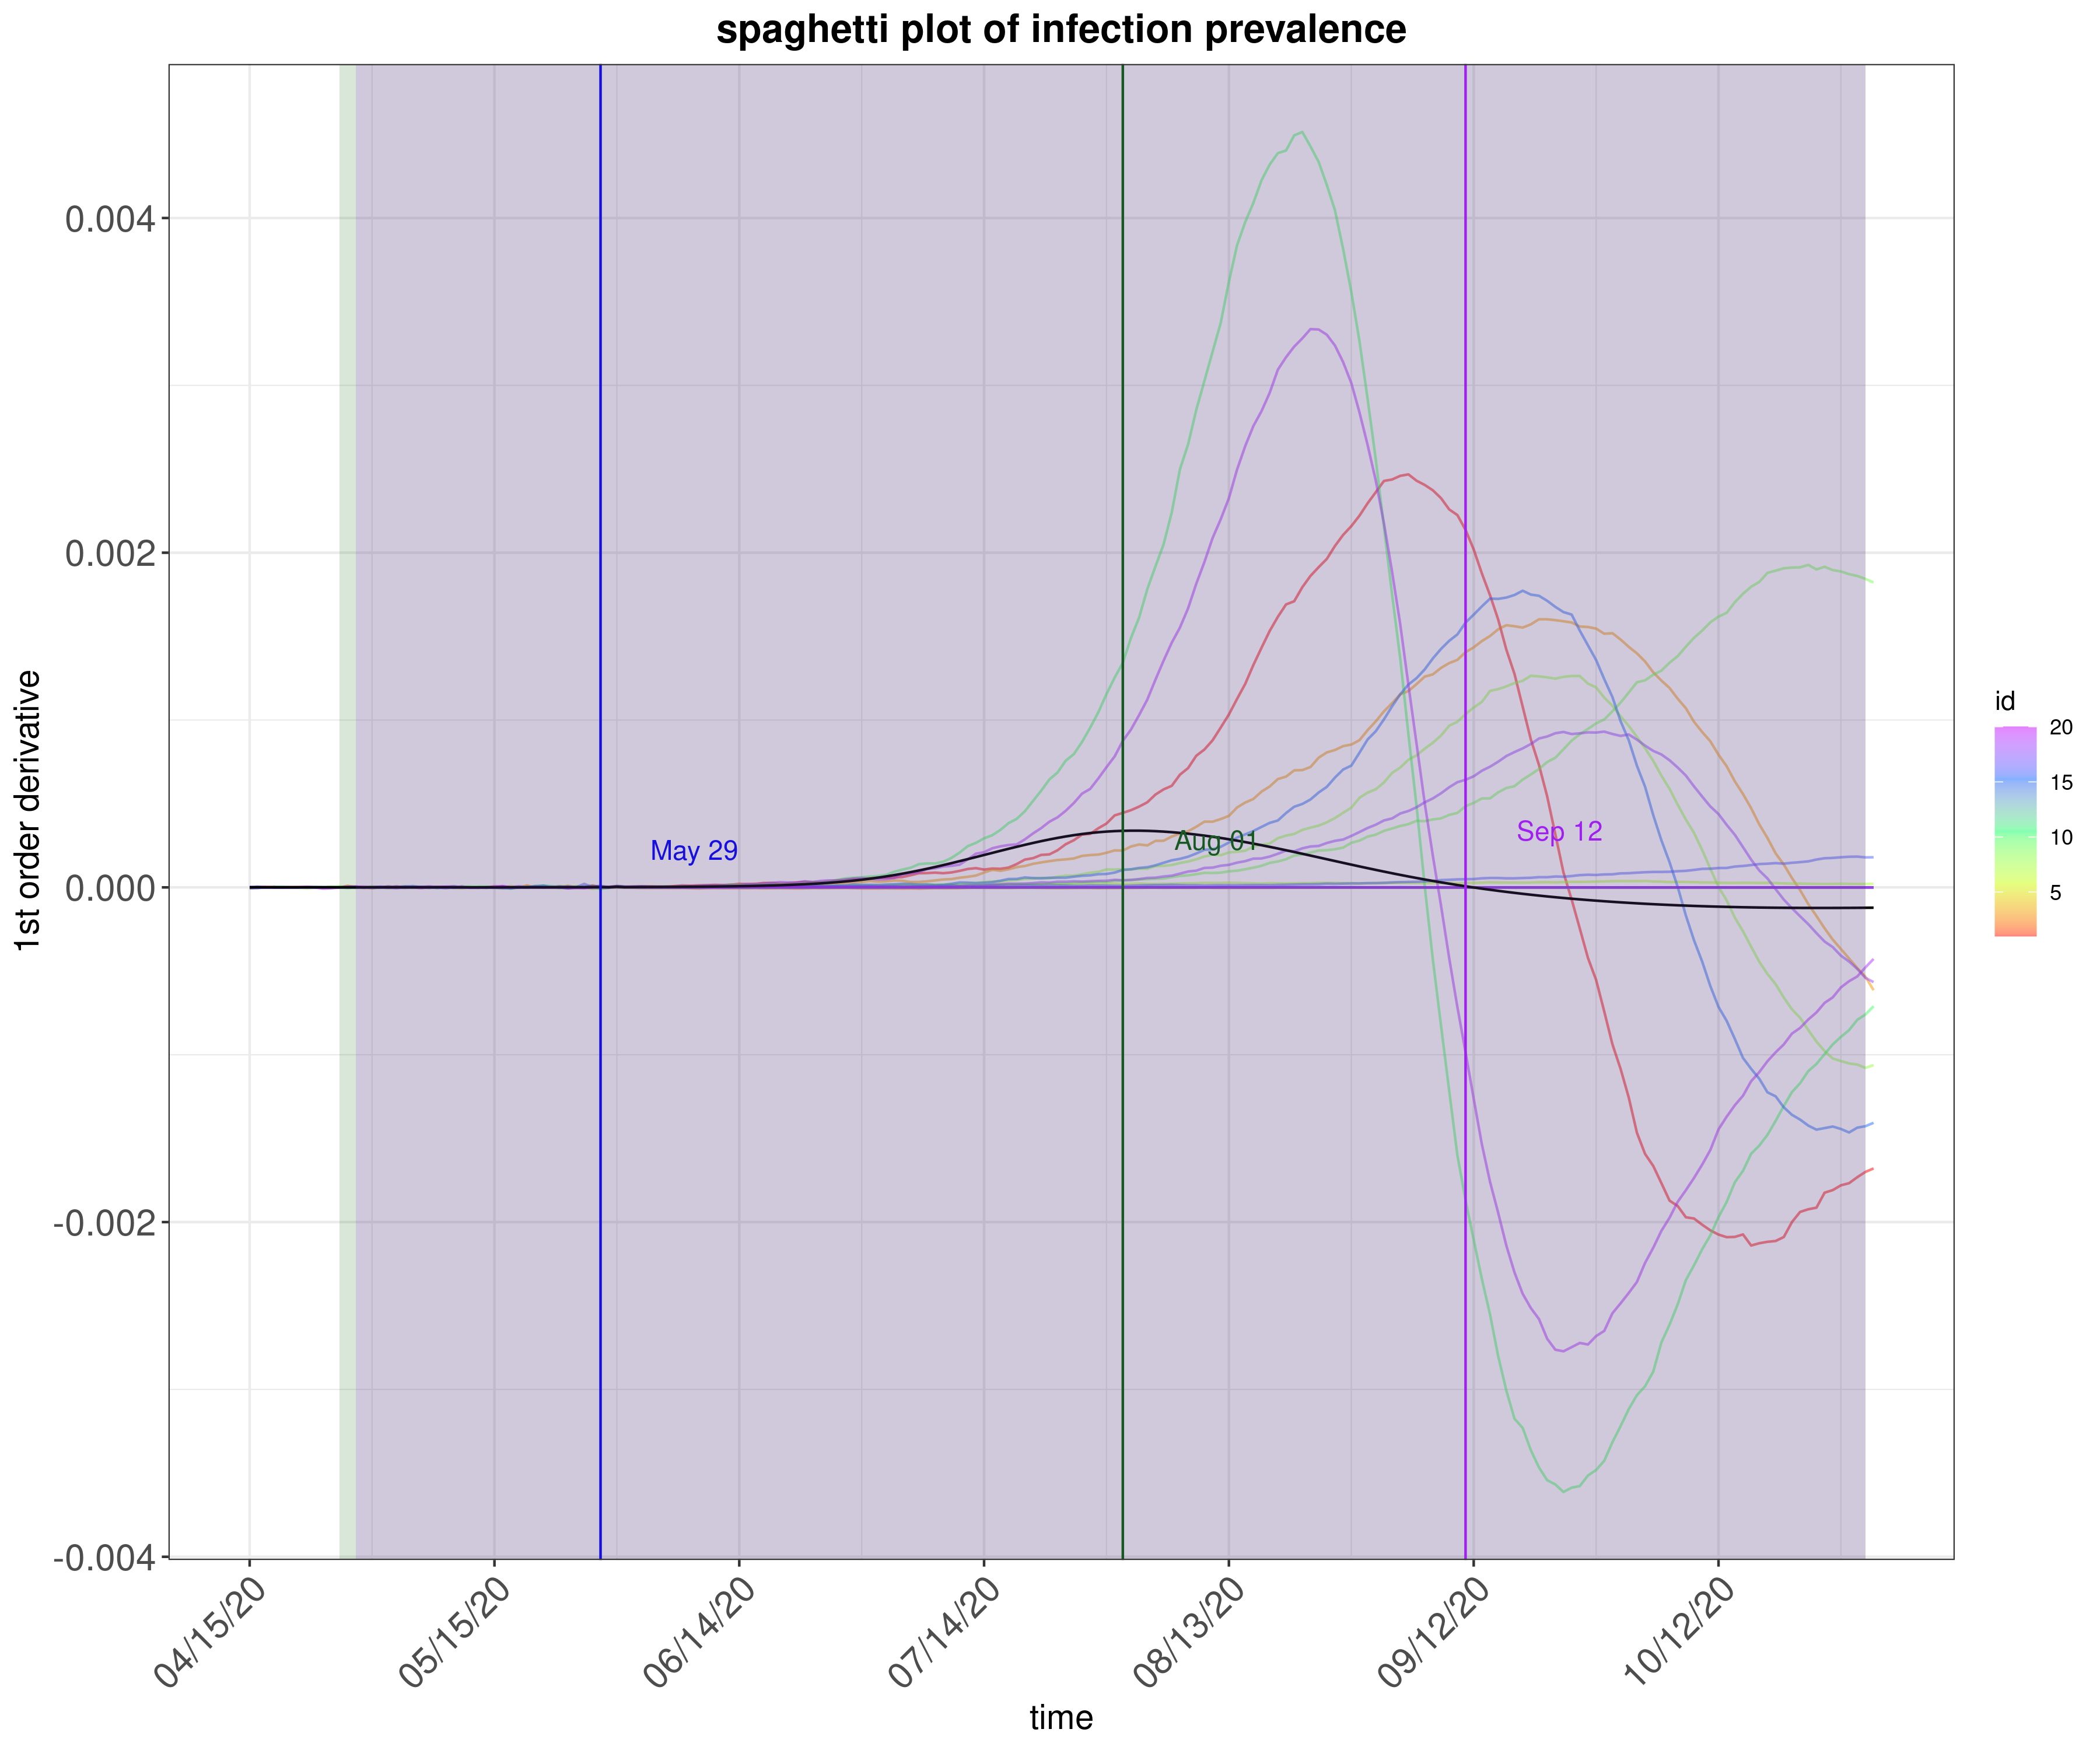 spaghetti plot of infection prevalence
1st order derivative
0.004
0.002
0.000
-0.002
-0.004
May 29
Aug 01
Sep 12
id
20
15
10
5
04/15/20
05/15/20
06/14/20
07/14/20
08/13/20
09/12/20
10/12/20
time